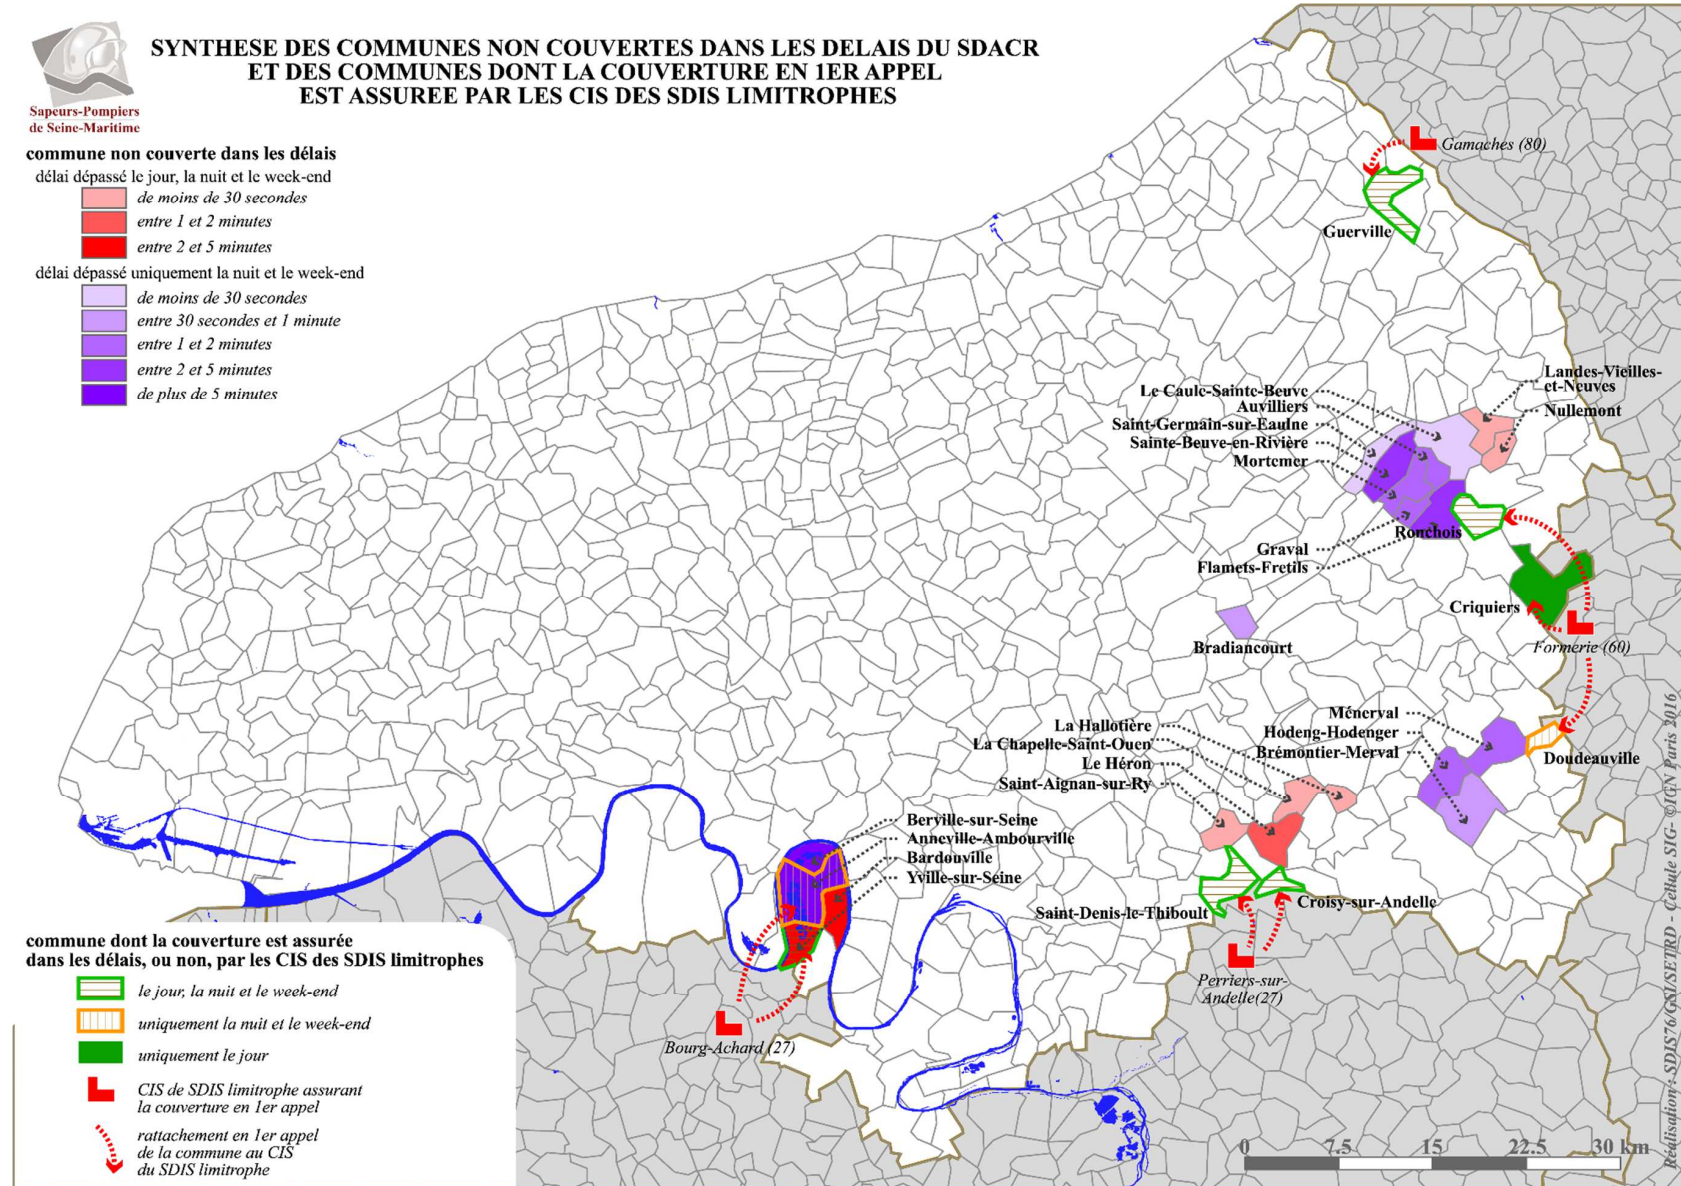 SYNTHESE DES COMMUNES NON COUVERTES DANS LES DELAIS DU SDACR
ET DES COMMUNES DONT LA COUVERTURE EN 1ER APPEL
EST ASSUREE PAR LES CIS DES SDIS LIMITROPHES
Sapeurs-Pompiers
de Seine-Maritime
commune non couverte dans les délais
délai dépassé le jour, la nuit et le week-end
de moins de 30 secondes
entre 1 et 2 minutes
entre 2 et 5 minutes
délai dépassé uniquement la nuit et le week-end
de moins de 30 secondes
entre 30 secondes et 1 minute
entre 1 et 2 minutes
entre 2 et 5 minutes
de plus de 5 minutes
Gamaches (80)
Guerville
Landes-Vieilles-
et-Neuves
Nullemont
Le Caule-Sainte-Beuve
Auvilliers
Saint-Germain-sur-Eaulne
Sainte-Beuve-en-Rivière
Mortemer
Ronchois
Graval
Flamets-Fretils
Criquiers
Formerie (60)
Bradiancourt
Ménerval
Hodeng-Hodenger
Brémontier-Merval
Doudeauville
La Hallotière
La Chapelle-Saint-Ouen
Le Héron
Saint-Aignan-sur-Ry
Berville-sur-Seine
Anneville-Ambourville
Bardouville
Yville-sur-Seine
Saint-Denis-le-Thiboult
Croisy-sur-Andelle
Perriers-sur-
Andelle(27)
Bourg-Achard (27)
commune dont la couverture est assurée
dans les délais, ou non, par les CIS des SDIS limitrophes
le jour, la nuit et le week-end
uniquement la nuit et le week-end
uniquement le jour
CIS de SDIS limitrophe assurant
la couverture en 1er appel
rattachement en 1er appel
de la commune au CIS
du SDIS limitrophe
0 7.5 15 22.5 30 km
Réalisation : SDIS76/GSI/SETRD - Cellule SIG- ©IGN Paris 2016